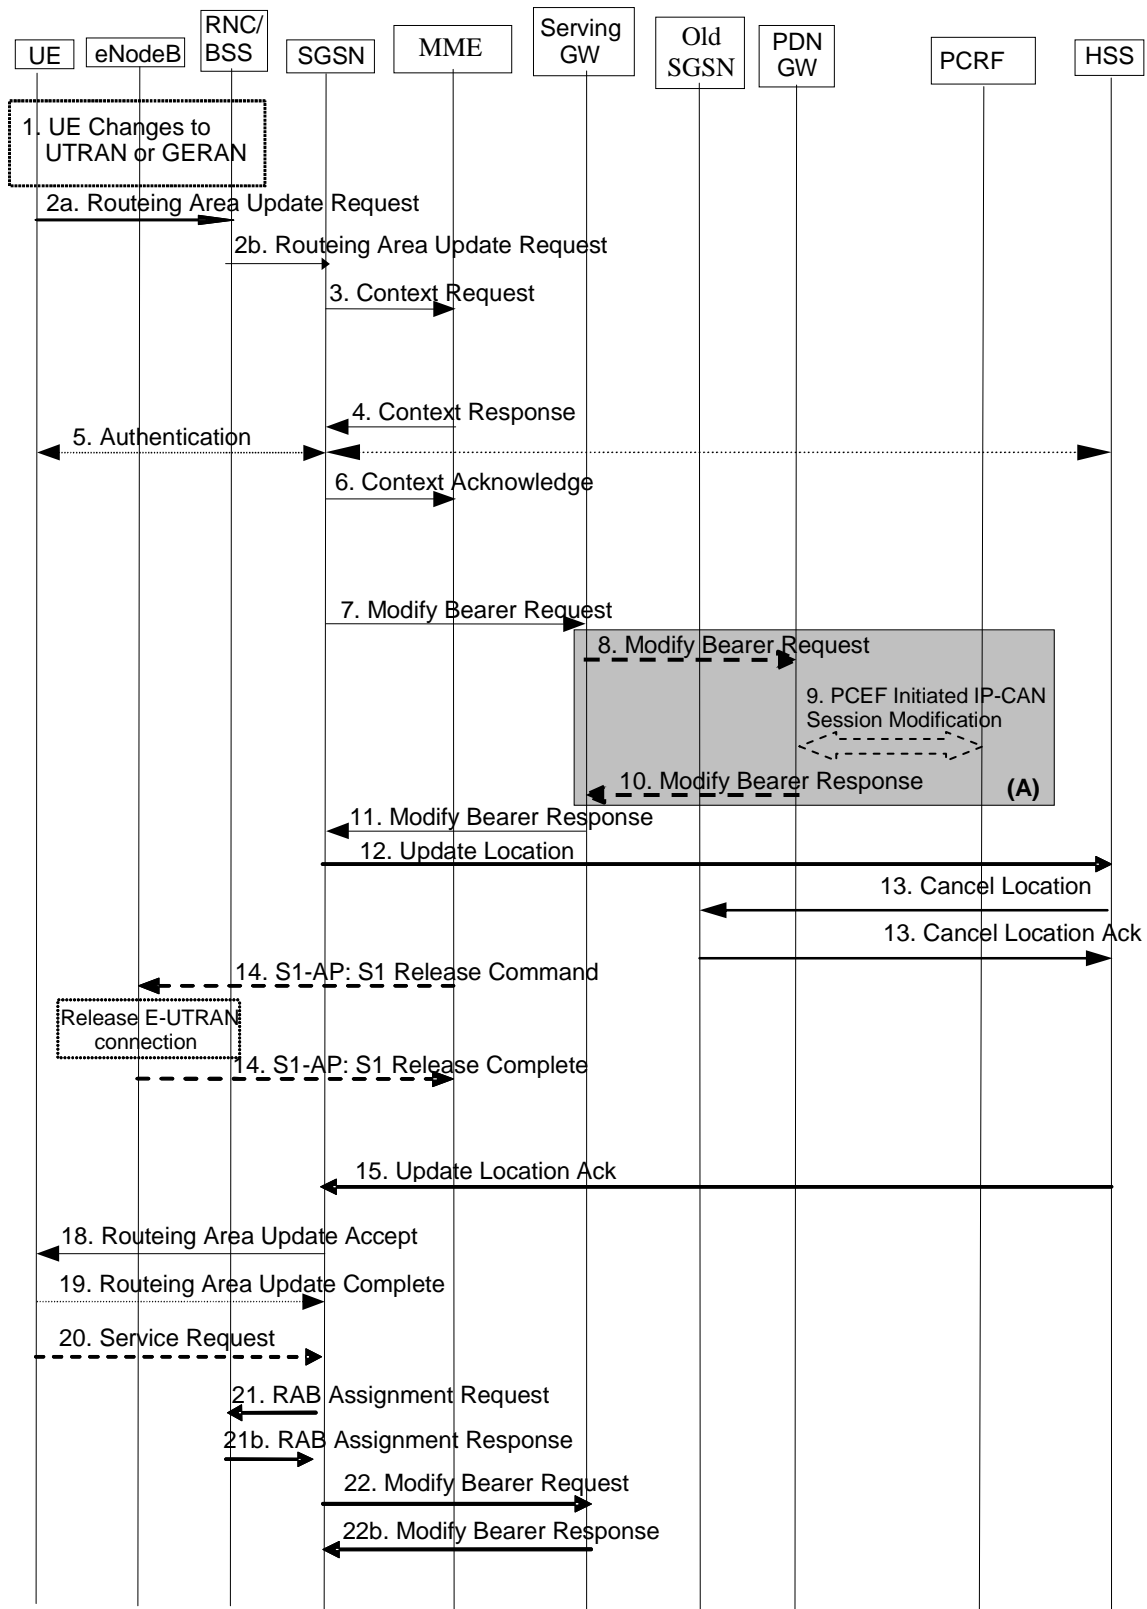 UE
eNodeB
RNC/
BSS
SGSN
MME
Serving
GW
Old
SGSN
PDN
GW
PCRF
HSS
1. UE Changes to
UTRAN or GERAN
2a. Routeing Area Update Request
2b. Routeing Area Update Request
3. Context Request
4. Context Response
5. Authentication
6. Context Acknowledge
7. Modify Bearer Request
8. Modify Bearer Request
9. PCEF Initiated IP-CAN
Session Modification
10. Modify Bearer Response
(A)
11. Modify Bearer Response
12. Update Location
13. Cancel Location
13. Cancel Location Ack
14. S1-AP: S1 Release Command
Release E-UTRAN
connection
14. S1-AP: S1 Release Complete
15. Update Location Ack
18. Routeing Area Update Accept
19. Routeing Area Update Complete
20. Service Request
21. RAB Assignment Request
21b. RAB Assignment Response
22. Modify Bearer Request
22b. Modify Bearer Response